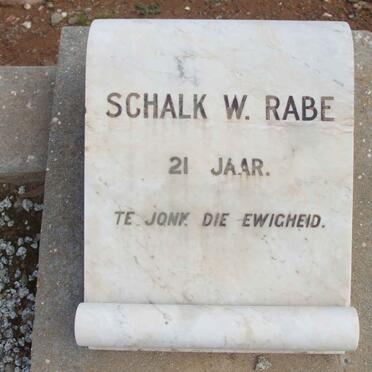 SCHALK W. RABE
21 JAAR.
TE JONK DIE EWIGHEID.